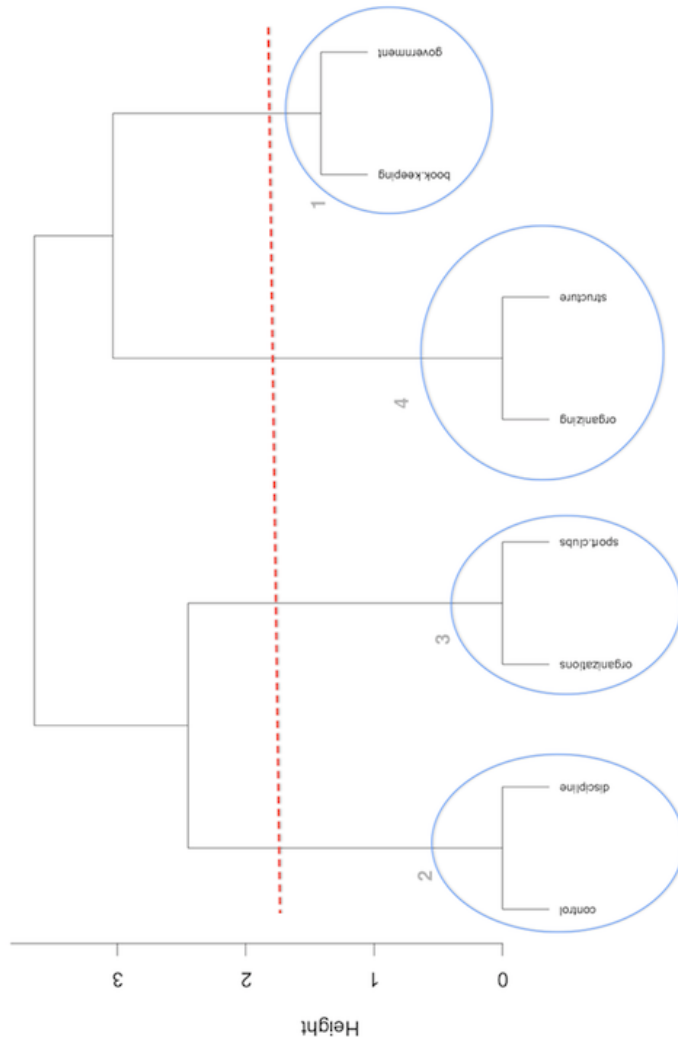 government
book.keeping
1
structure
organizing
4
sport.clubs
organizations
3
discipline
control
2
3
2
1
0
Height